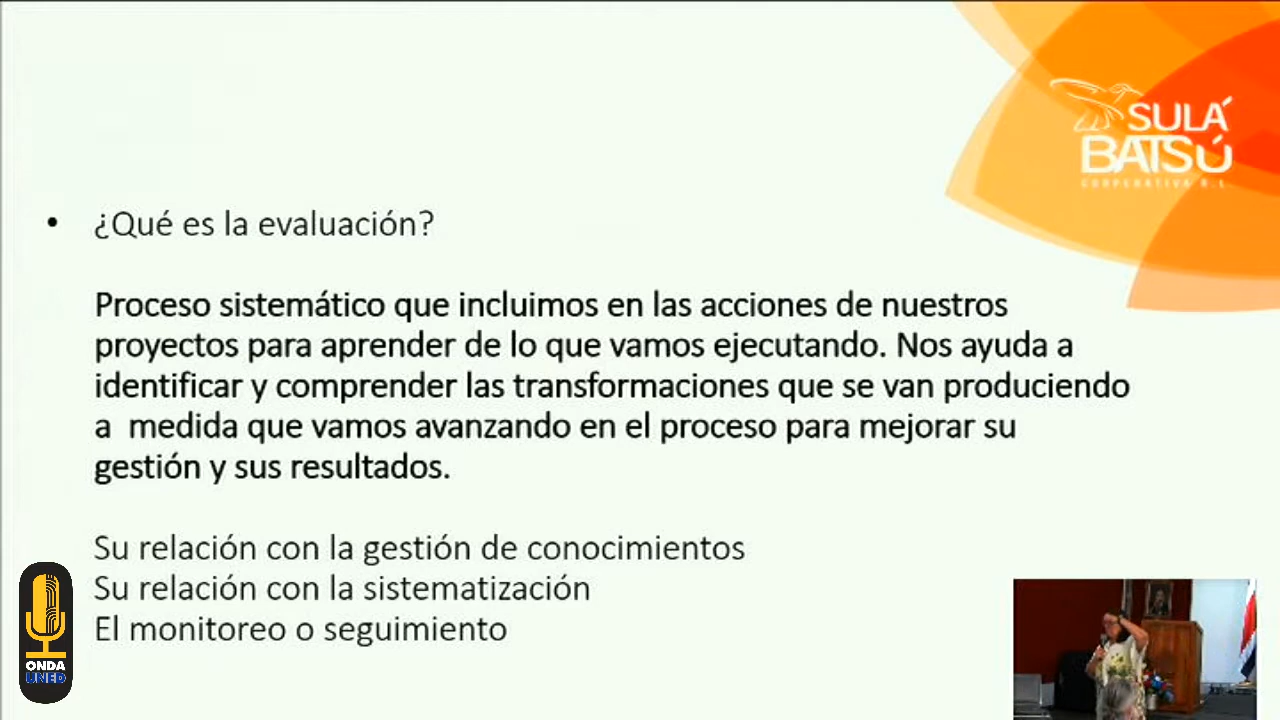 SULÁ
BATSÚ
COOPERATIVA R.L
• ¿Qué es la evaluación?
Proceso sistemático que incluimos en las acciones de nuestros
proyectos para aprender de lo que vamos ejecutando. Nos ayuda a
identificar y comprender las transformaciones que se van produciendo
a  medida que vamos avanzando en el proceso para mejorar su
gestión y sus resultados.
Su relación con la gestión de conocimientos
Su relación con la sistematización
El monitoreo o seguimiento
ONDA
UNED